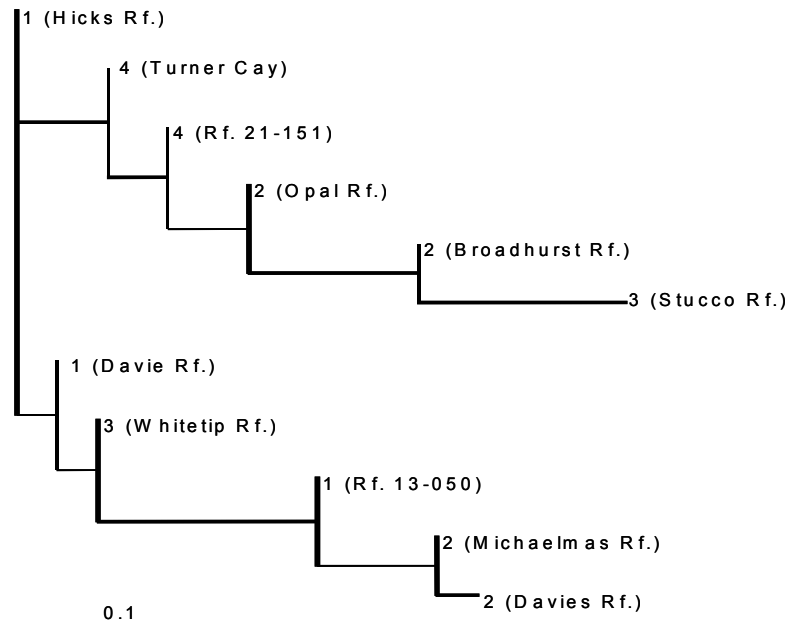 1 (Hicks Rf.)
4 (Turner Cay)
4 (Rf. 21-151)
2 (Opal Rf.)
2 (Broadhurst Rf.)
3 (Stucco Rf.)
1 (Davie Rf.)
3 (Whitetip Rf.)
1 (Rf. 13-050)
2 (Michaelmas Rf.)
2 (Davies Rf.)
0.1